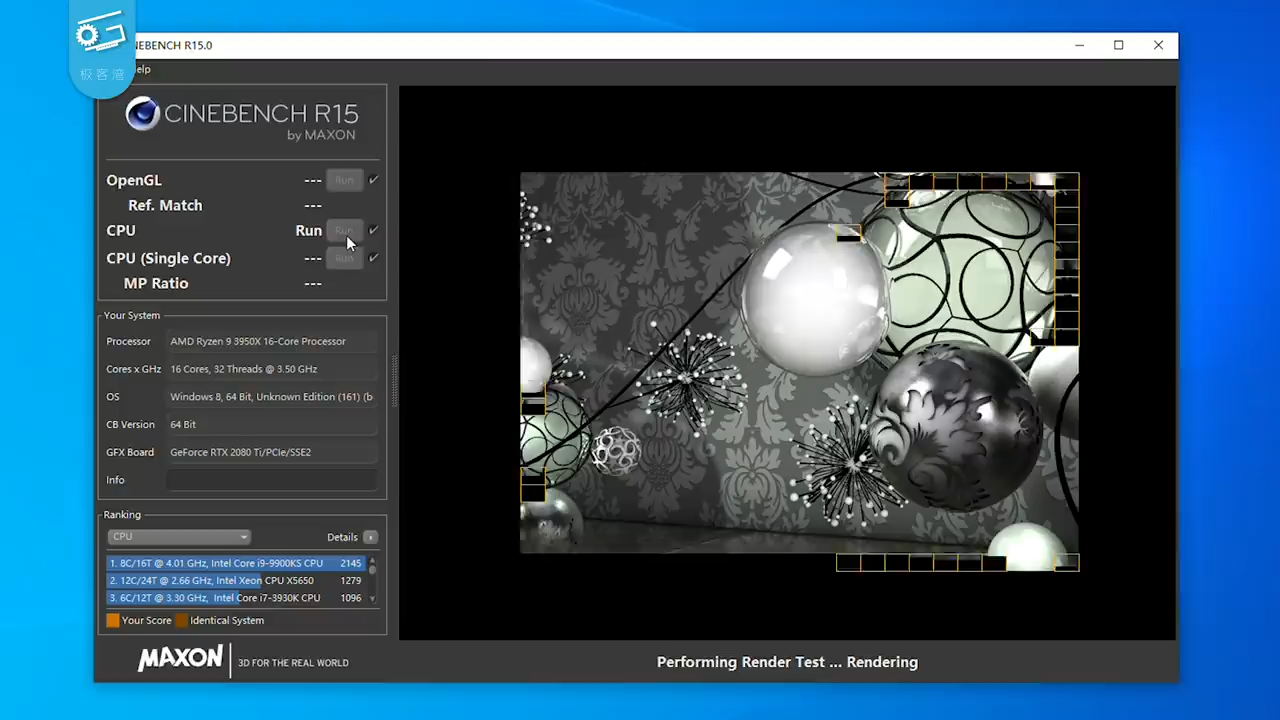 极客湾
NEBENCH R15.0
elp
CINEBENCH R15
by MAXON
OpenGL --- Run
Ref. Match ---
CPU Run Run
CPU (Single Core) --- Run
MP Ratio ---
Your System
Processor AMD Ryzen 9 3950X 16-Core Processor
Cores x GHz 16 Cores, 32 Threads @ 3.50 GHz
OS Windows 8, 64 Bit, Unknown Edition (161) (b
CB Version 64 Bit
GFX Board GeForce RTX 2080 Ti/PCIe/SSE2
Info
Ranking
CPU Details
1. 8C/16T @ 4.01 GHz, Intel Core i9-9900KS CPU 2145
2. 12C/24T @ 2.66 GHz, Intel Xeon CPU X5650 1279
3. 6C/12T @ 3.30 GHz, Intel Core i7-3930K CPU 1096
Your Score Identical System
MAXON 3D FOR THE REAL WORLD
Performing Render Test ... Rendering